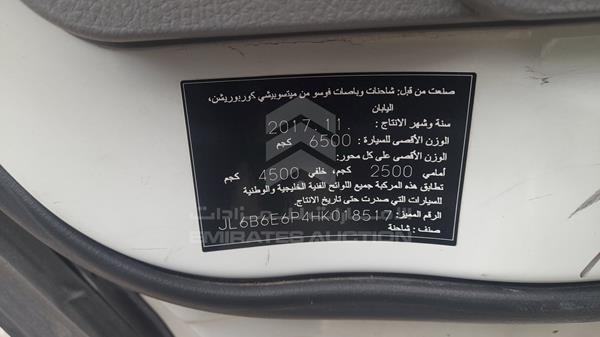 صنعت من قبل: شاحنات وباصات فوسو من ميتسوبيشي كوربوريشن،
اليابان
سنة وشهر الانتاج : 2017.11.
الوزن الأقصى للسيارة : 6500 كجم
الوزن الأقصى على كل محور:
أمامي 2500 كجم، خلفي 4500 كجم
تطابق هذه المركبة جميع اللوائح الفنية الخليجية والوطنية
للسيارات التي صدرت حتى تاريخ الانتاج.
الرقم المميز: JL6B6E6P4HK018517
صنف : شاحنة
الإمارات للمزادات
EMIRATES AUCTION